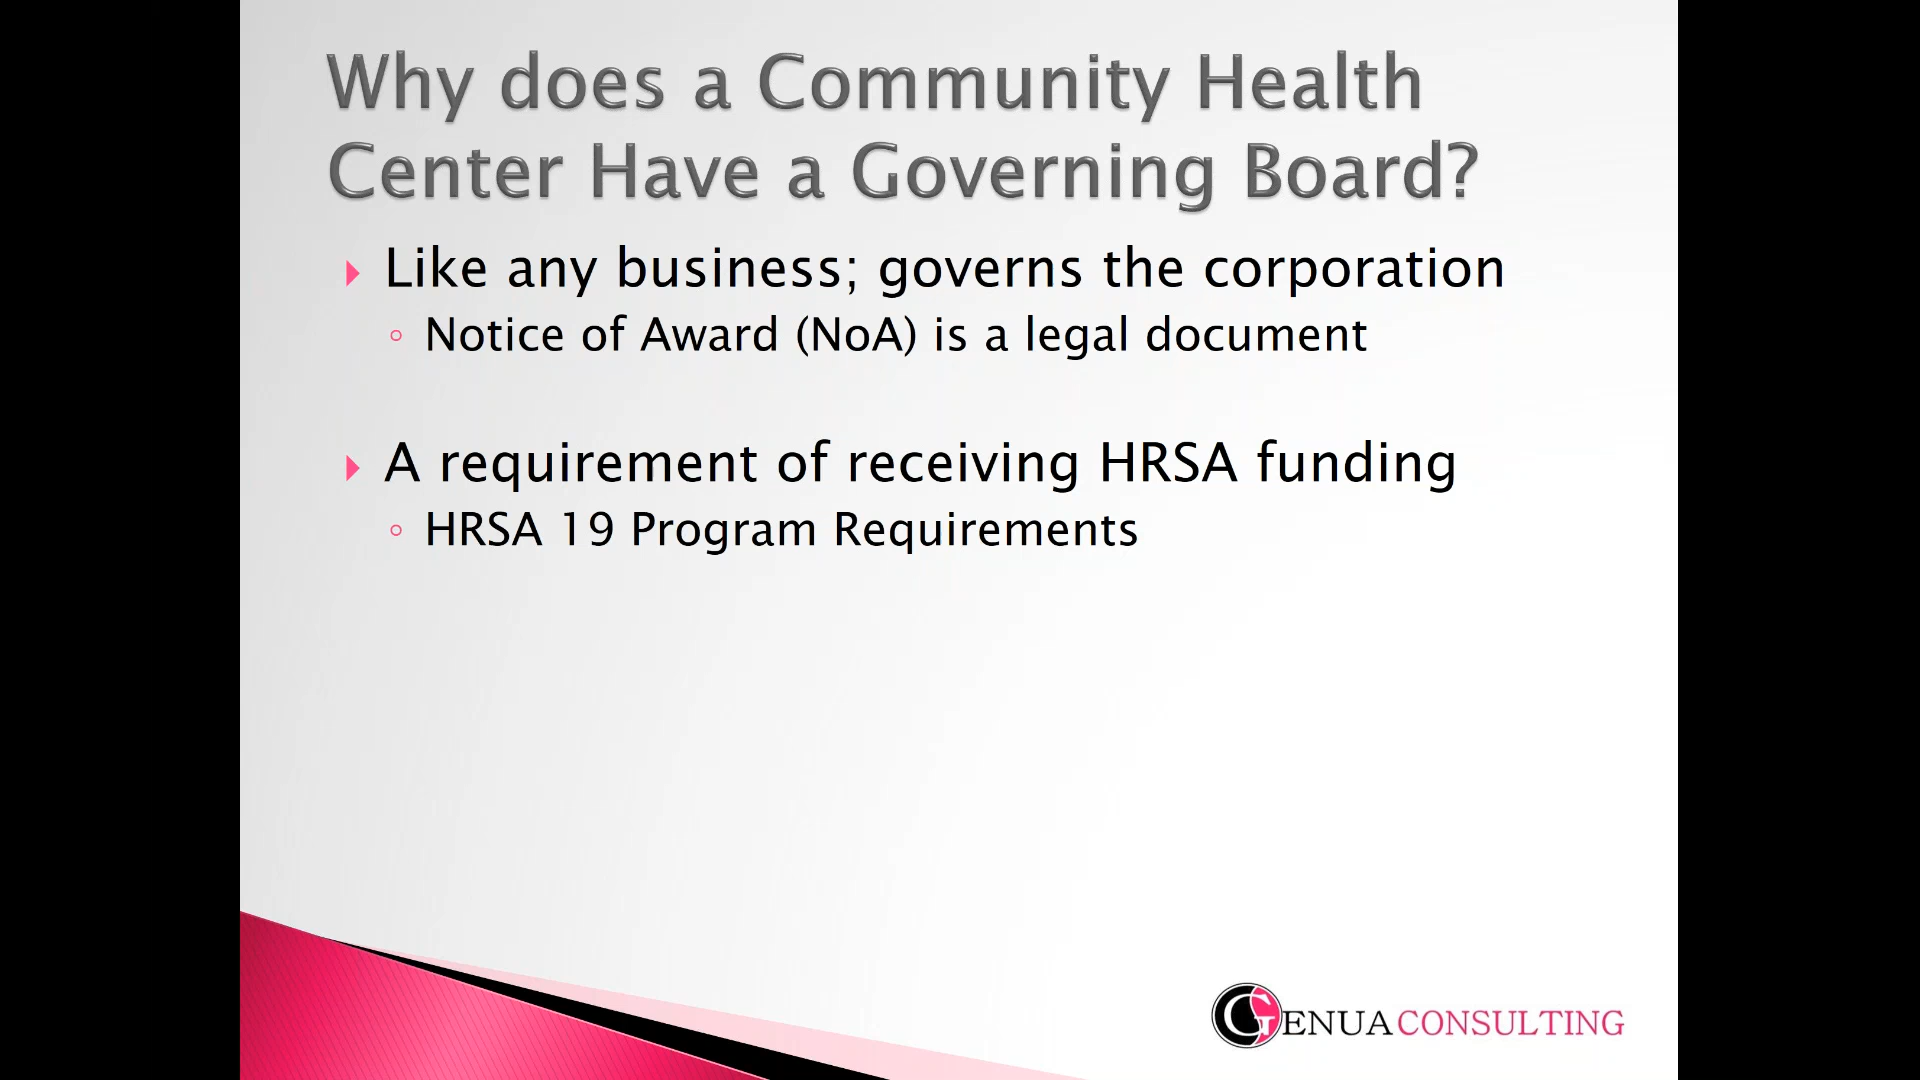 Why does a Community Health
Center Have a Governing Board?
Like any business; governs the corporation
Notice of Award (NoA) is a legal document
A requirement of receiving HRSA funding
HRSA 19 Program Requirements
GENUA CONSULTING